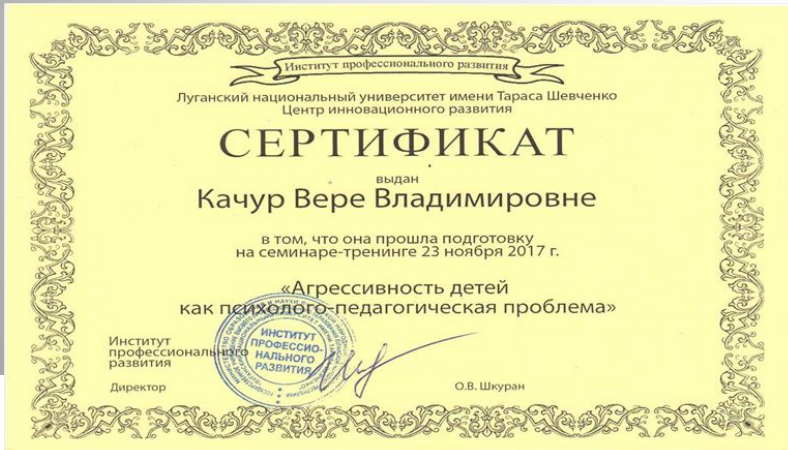 Институт профессионального развития
Луганский национальный университет имени Тараса Шевченко
Центр инновационного развития
СЕРТИФИКАТ
выдан
Качур Вере Владимировне
в том, что она прошла подготовку
на семинаре-тренинге 23 ноября 2017 г.
«Агрессивность детей
как психолого-педагогическая проблема»
Институт
профессионального
развития
ИНСТИТУТ
ПРОФЕССИО-
НАЛЬНОГО
РАЗВИТИЯ
Директор
О.В. Шкуран